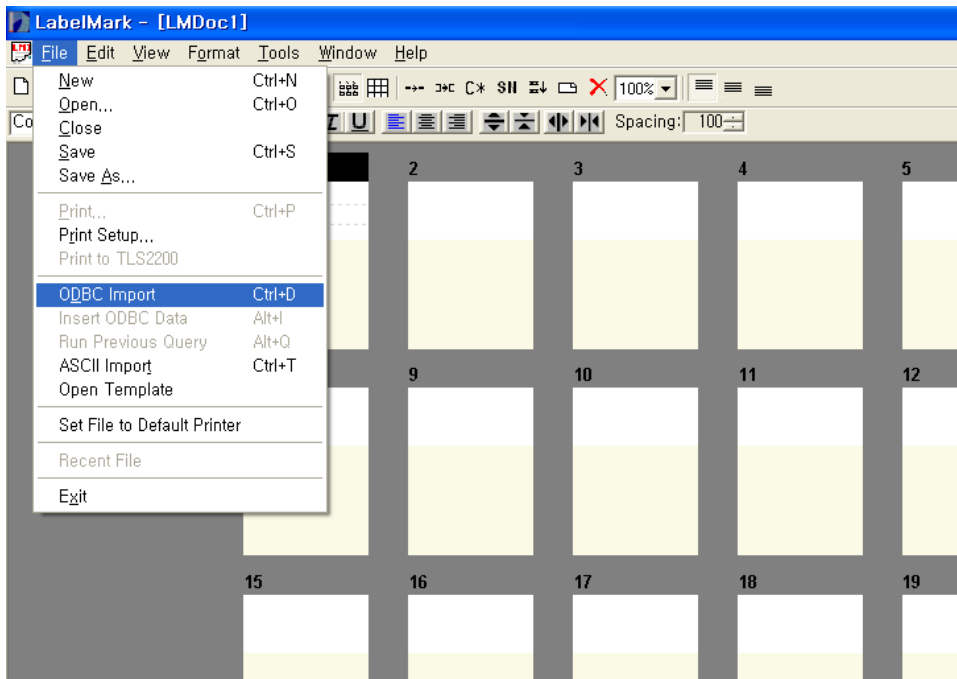 LabelMark - [LMDoc1]
File Edit View Format Tools Window Help
New Ctrl+N
Open... Ctrl+O
Close
Save Ctrl+S
Save As...
Print... Ctrl+P
Print Setup...
Print to TLS2200
ODBC Import Ctrl+D
Insert ODBC Data Alt+I
Run Previous Query Alt+Q
ASCII Import Ctrl+T
Open Template
Set File to Default Printer
Recent File
Exit
100%
Co
I U Spacing: 100
2 3 4 5
9 10 11 12
15 16 17 18 19